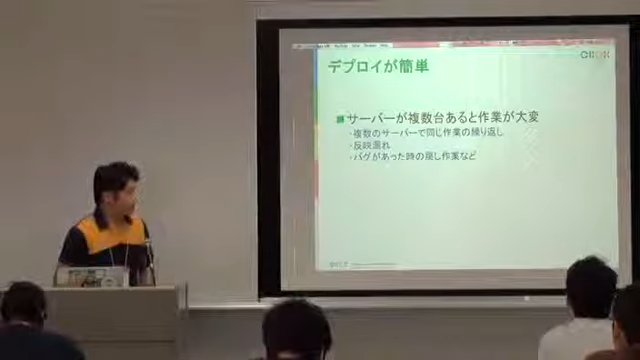 デプロイが簡単
サーバーが複数台あると作業が大変
・複数のサーバーで同じ作業の繰り返し
・反映漏れ
・バグがあった時の戻し作業など